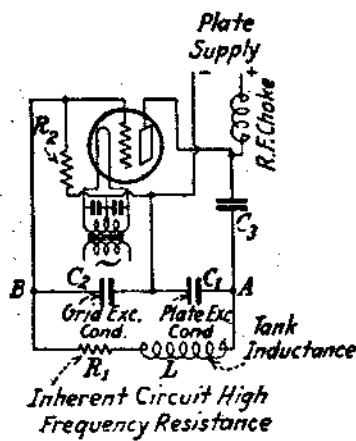 Plate
Supply
- +
R.F. Choke
R2
C3
B
C2
C1
A
Grid Exc.
Cond.
Plate Exc
Cond
Tank
Inductance
R1
L
Inherent Circuit High
Frequency Resistance